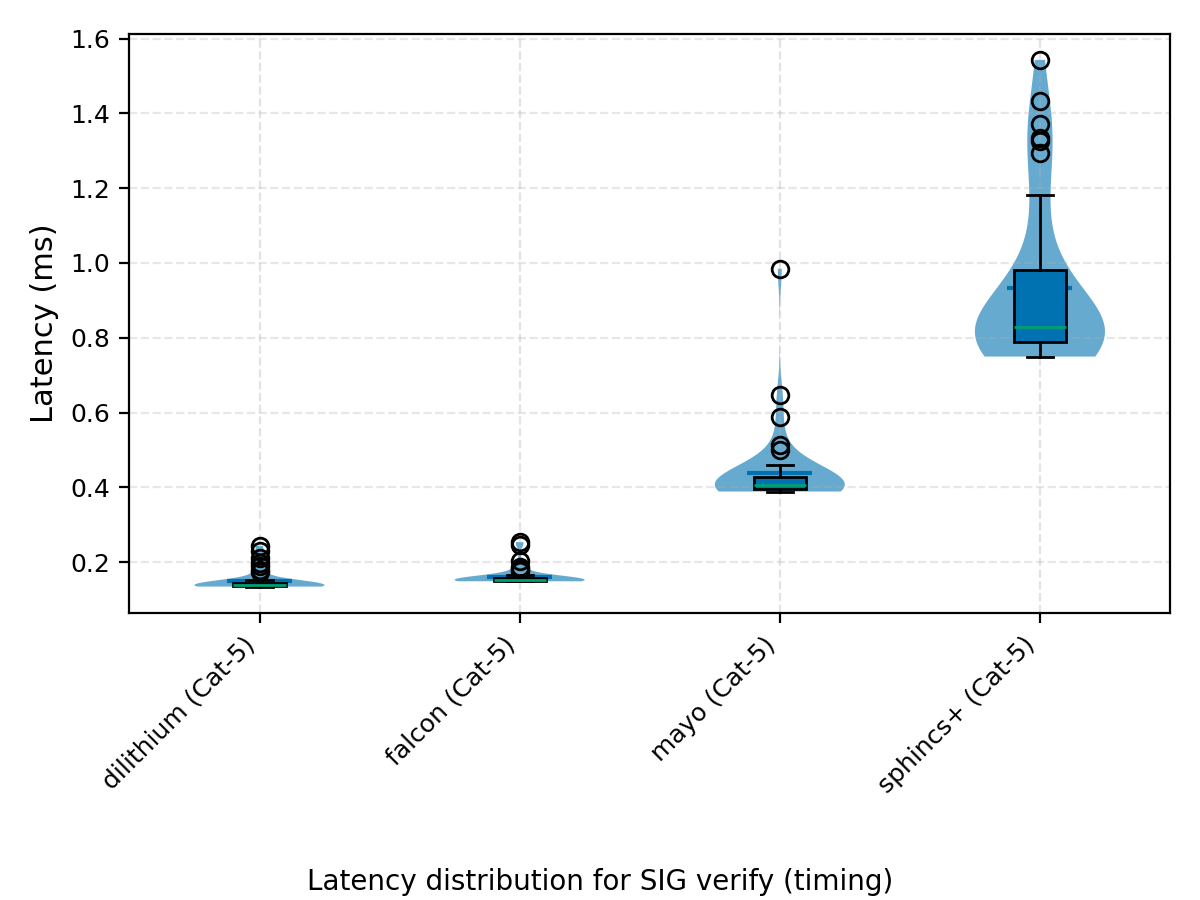 1.6
1.4
1.2
1.0
0.8
0.6
0.4
0.2
Latency (ms)
dilithium (Cat-5)
falcon (Cat-5)
mayo (Cat-5)
sphincs+ (Cat-5)
Latency distribution for SIG verify (timing)